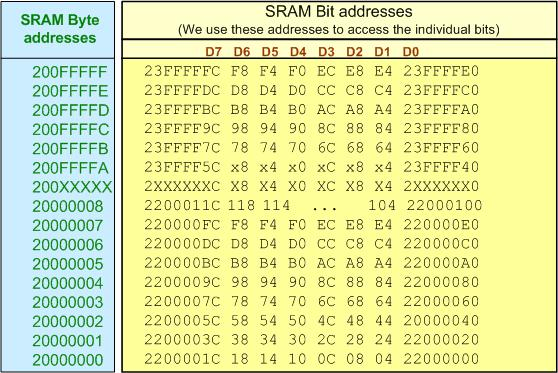 SRAM Byte addresses SRAM Bit addresses
(We use these addresses to access the individual bits)
D7 D6 D5 D4 D3 D2 D1 D0
200FFFFF 23FFFFFC F8 F4 F0 EC E8 E4 23FFFFE0
200FFFFE 23FFFFDC D8 D4 D0 CC C8 C4 23FFFFC0
200FFFFD 23FFFFBC B8 B4 B0 AC A8 A4 23FFFFA0
200FFFFC 23FFFF9C 98 94 90 8C 88 84 23FFFF80
200FFFFB 23FFFF7C 78 74 70 6C 68 64 23FFFF60
200FFFFA 23FFFF5C x8 x4 x0 xC x8 x4 23FFFF40
200XXXXX 2XXXXXXC X8 X4 X0 XC X8 X4 2XXXXXX0
20000008 2200011C 118 114 ... 104 22000100
20000007 220000FC F8 F4 F0 EC E8 E4 220000E0
20000006 220000DC D8 D4 D0 CC C8 C4 220000C0
20000005 220000BC B8 B4 B0 AC A8 A4 220000A0
20000004 2200009C 98 94 90 8C 88 84 22000080
20000003 2200007C 78 74 70 6C 68 64 22000060
20000002 2200005C 58 54 50 4C 48 44 20000040
20000001 2200003C 38 34 30 2C 28 24 22000020
20000000 2200001C 18 14 10 0C 08 04 22000000